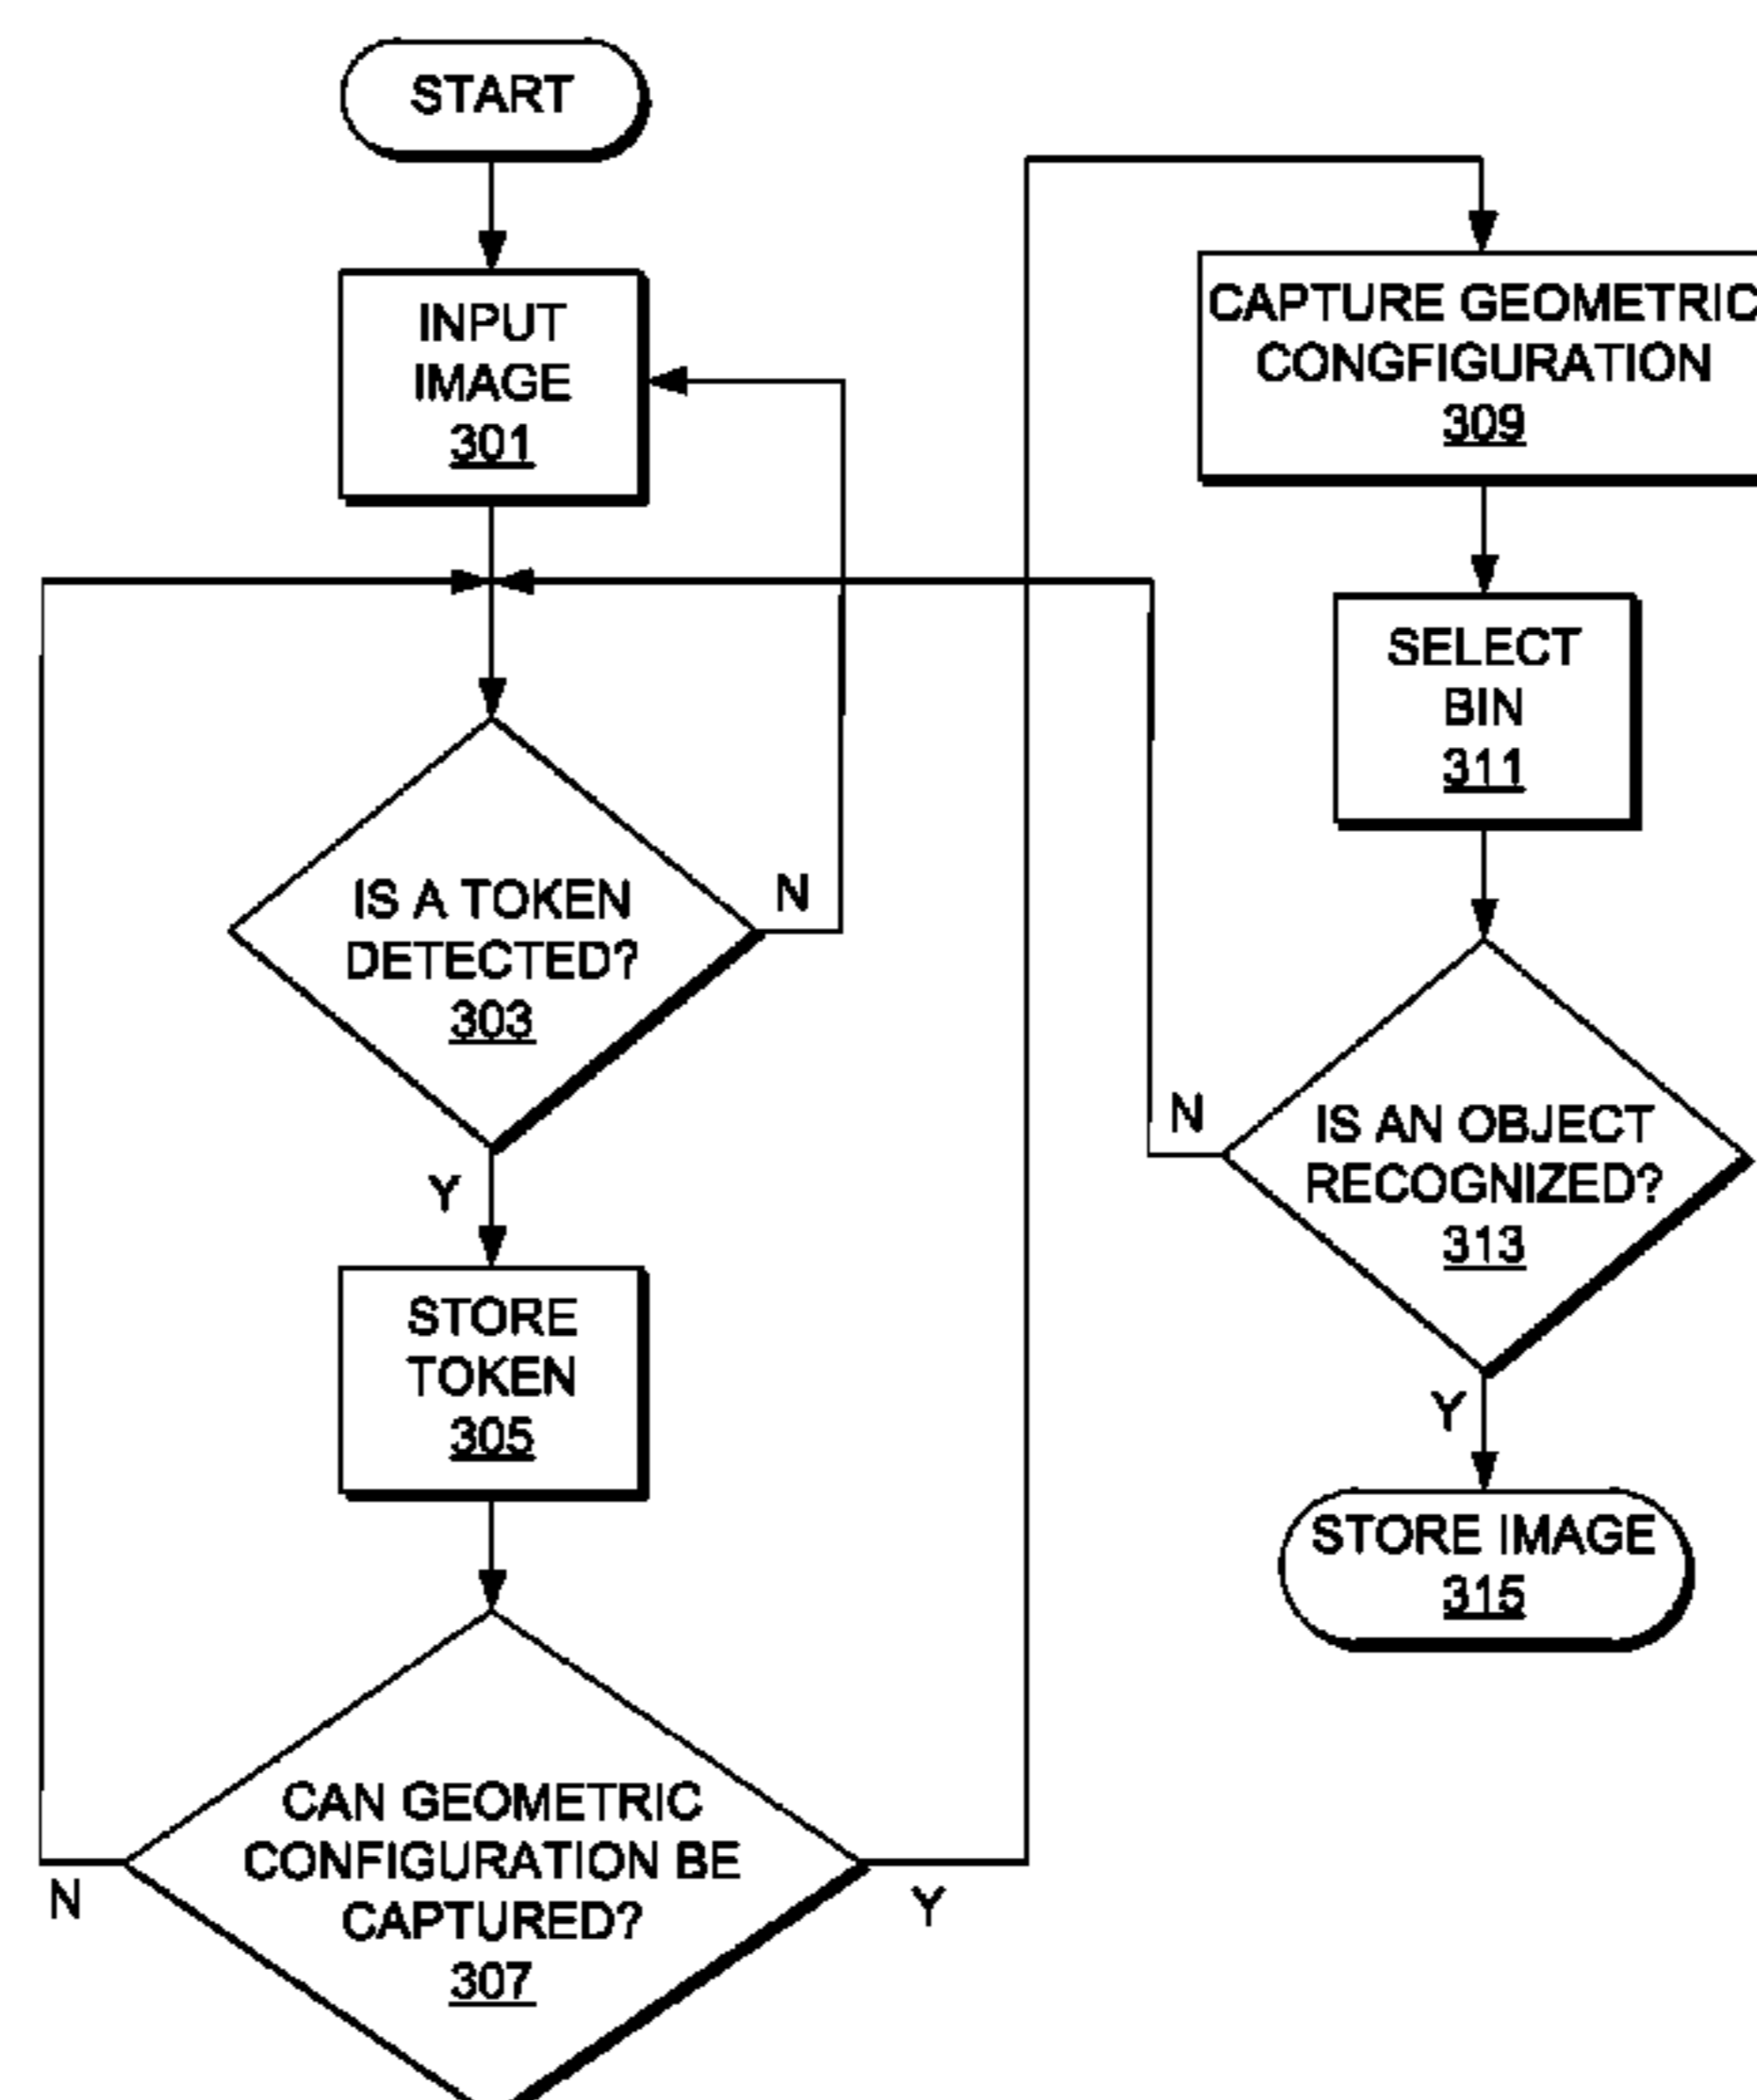 START
INPUT
IMAGE
301
IS A TOKEN
DETECTED?
303
N
Y
STORE
TOKEN
305
CAN GEOMETRIC
CONFIGURATION BE
CAPTURED?
307
N
Y
CAPTURE GEOMETRIC
CONGFIGURATION
309
SELECT
BIN
311
IS AN OBJECT
RECOGNIZED?
313
N
Y
STORE IMAGE
315